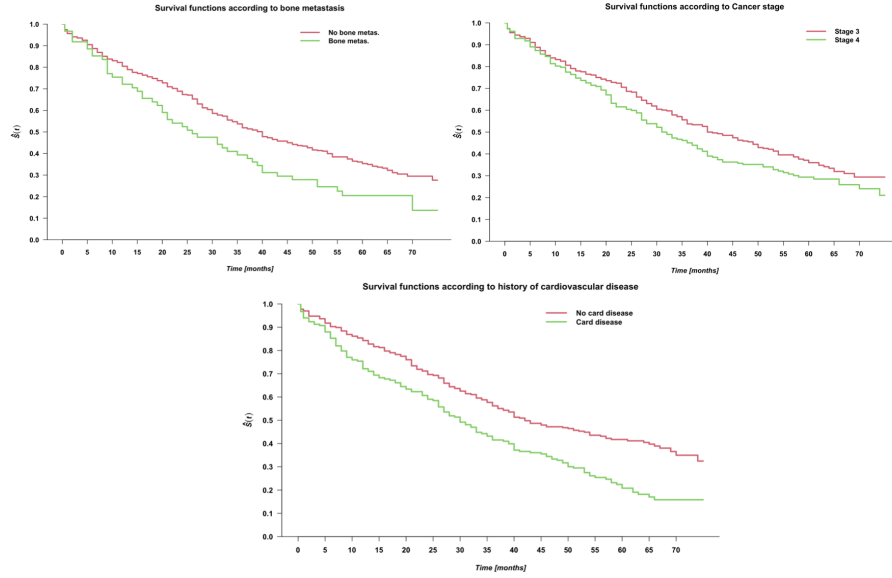 Survival functions according to bone metastasis
No bone metas.
Bone metas.
1.0
0.9
0.8
0.7
0.6
0.5
0.4
0.3
0.2
0.1
0.0
Ŝ(t)
0 5 10 15 20 25 30 35 40 45 50 55 60 65 70
Time [months]
Survival functions according to Cancer stage
Stage 3
Stage 4
1.0
0.9
0.8
0.7
0.6
0.5
0.4
0.3
0.2
0.1
0.0
Ŝ(t)
0 5 10 15 20 25 30 35 40 45 50 55 60 65 70
Time [months]
Survival functions according to history of cardiovascular disease
No card disease
Card disease
1.0
0.9
0.8
0.7
0.6
0.5
0.4
0.3
0.2
0.1
0.0
Ŝ(t)
0 5 10 15 20 25 30 35 40 45 50 55 60 65 70
Time [months]